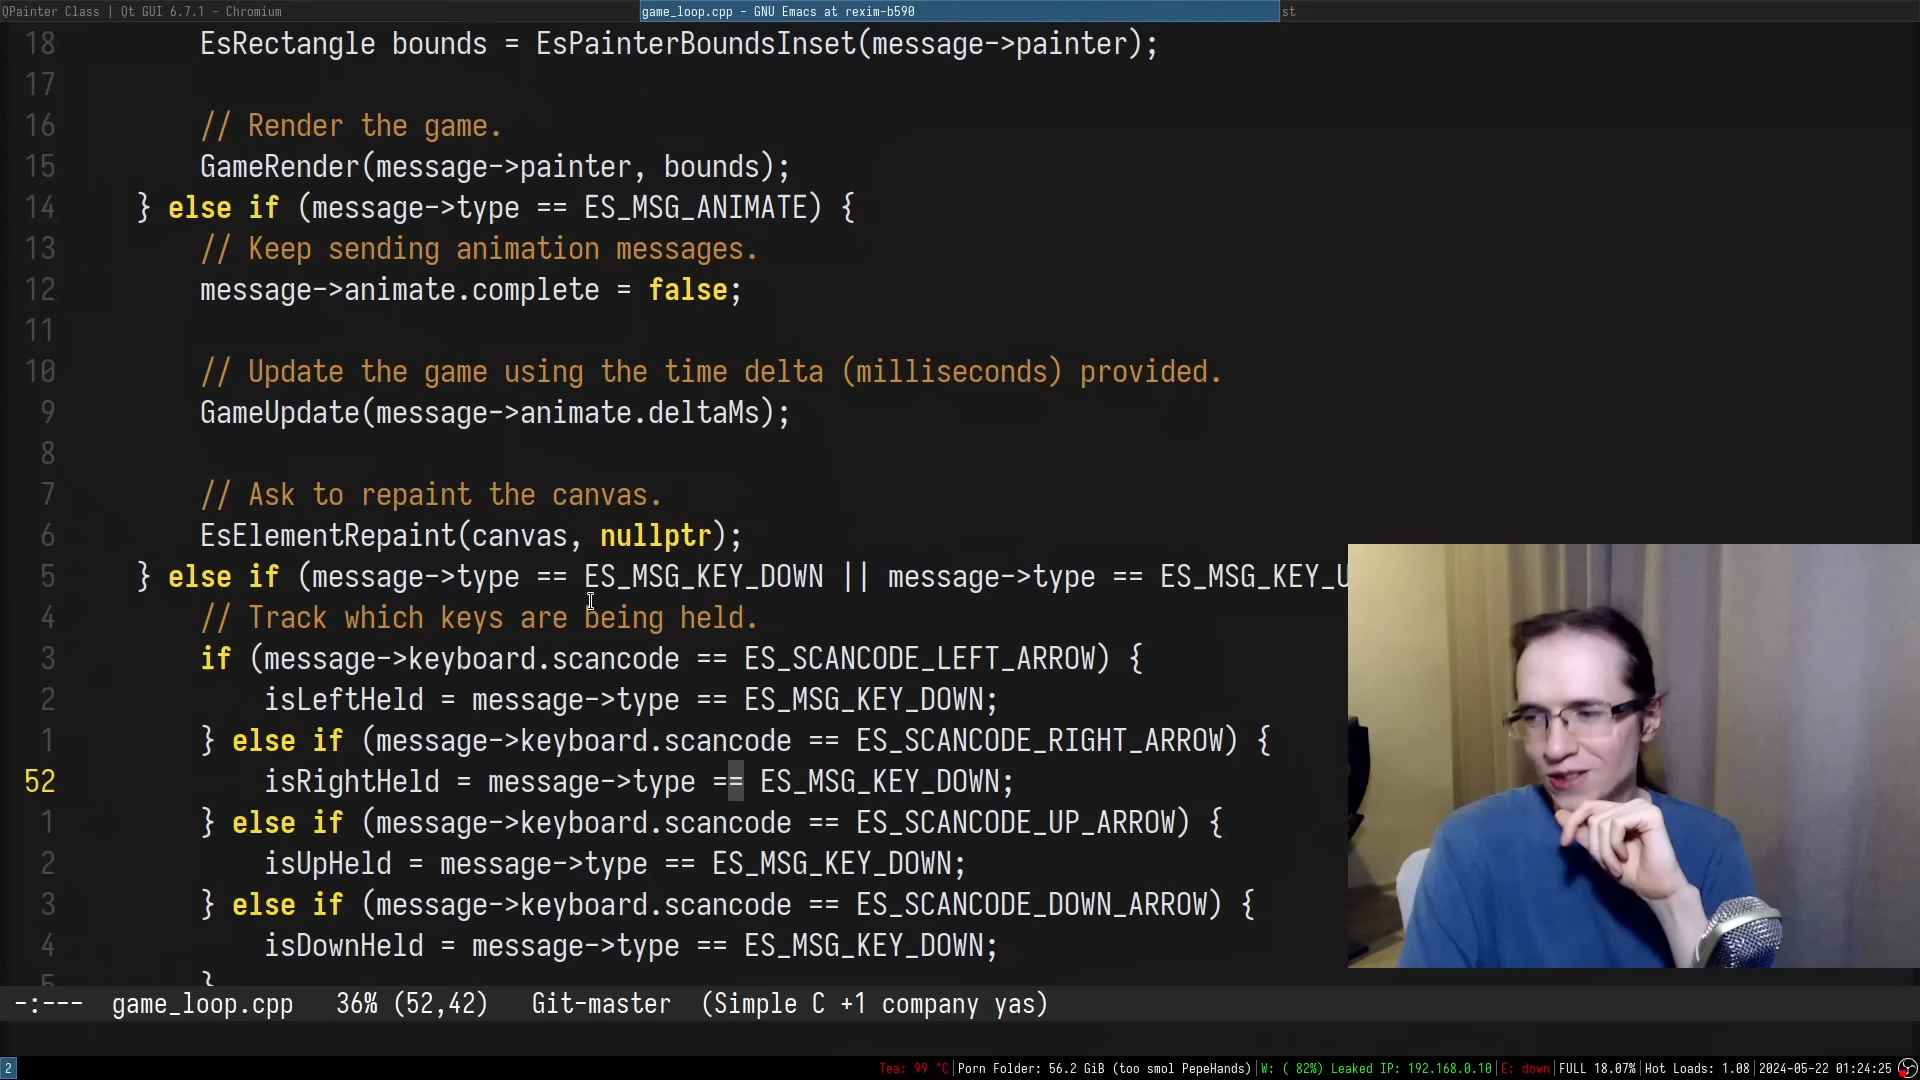 QPainter Class | Qt GUI 6.7.1 - Chromium
game_loop.cpp - GNU Emacs at rexim-b590
st
18 EsRectangle bounds = EsPainterBoundsInset(message->painter);
17
16 // Render the game.
15 GameRender(message->painter, bounds);
14 } else if (message->type == ES_MSG_ANIMATE) {
13 // Keep sending animation messages.
12 message->animate.complete = false;
11
10 // Update the game using the time delta (milliseconds) provided.
9 GameUpdate(message->animate.deltaMs);
8
7 // Ask to repaint the canvas.
6 EsElementRepaint(canvas, nullptr);
5 } else if (message->type == ES_MSG_KEY_DOWN || message->type == ES_MSG_KEY_U
4 // Track which keys are being held.
3 if (message->keyboard.scancode == ES_SCANCODE_LEFT_ARROW) {
2 isLeftHeld = message->type == ES_MSG_KEY_DOWN;
1 } else if (message->keyboard.scancode == ES_SCANCODE_RIGHT_ARROW) {
52 isRightHeld = message->type == ES_MSG_KEY_DOWN;
1 } else if (message->keyboard.scancode == ES_SCANCODE_UP_ARROW) {
2 isUpHeld = message->type == ES_MSG_KEY_DOWN;
3 } else if (message->keyboard.scancode == ES_SCANCODE_DOWN_ARROW) {
4 isDownHeld = message->type == ES_MSG_KEY_DOWN;
5 }
-:--- game_loop.cpp 36% (52,42) Git-master (Simple C +1 company yas)
2 Tea: 99 °C|Porn Folder: 56.2 GiB (too smol PepeHands)|W: ( 82%) Leaked IP: 192.168.0.10|E: down|FULL 18.07%|Hot Loads: 1.08|2024-05-22 01:24:25